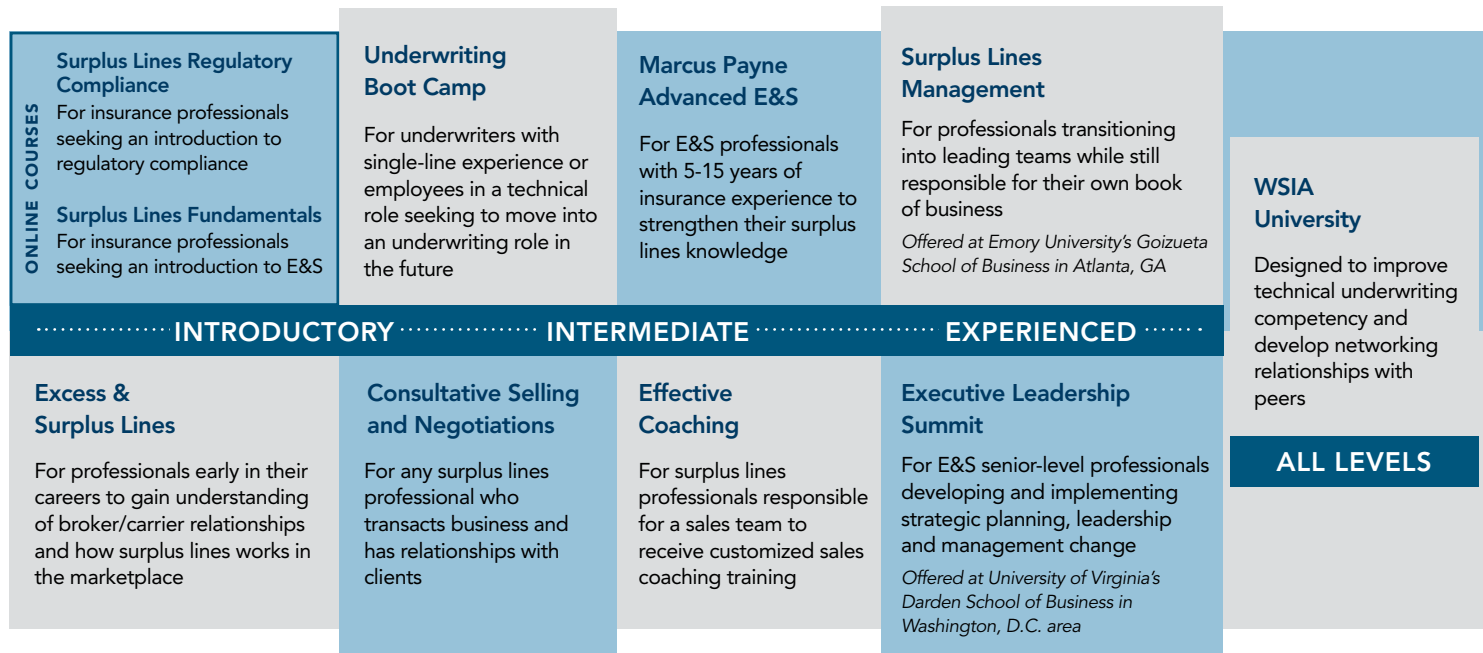 ONLINE COURSES
Surplus Lines Regulatory
Compliance
For insurance professionals
seeking an introduction to
regulatory compliance
Surplus Lines Fundamentals
For insurance professionals
seeking an introduction to E&S
Underwriting
Boot Camp
For underwriters with
single-line experience or
employees in a technical
role seeking to move into
an underwriting role in
the future
Marcus Payne
Advanced E&S
For E&S professionals
with 5-15 years of
insurance experience to
strengthen their surplus
lines knowledge
Surplus Lines
Management
For professionals transitioning
into leading teams while still
responsible for their own book
of business
Offered at Emory University's Goizueta
School of Business in Atlanta, GA
INTRODUCTORY INTERMEDIATE EXPERIENCED
Excess &
Surplus Lines
For professionals early in their
careers to gain understanding
of broker/carrier relationships
and how surplus lines works in
the marketplace
Consultative Selling
and Negotiations
For any surplus lines
professional who
transacts business and
has relationships with
clients
Effective
Coaching
For surplus lines
professionals responsible
for a sales team to
receive customized sales
coaching training
Executive Leadership
Summit
For E&S senior-level professionals
developing and implementing
strategic planning, leadership
and management change
Offered at University of Virginia's
Darden School of Business in
Washington, D.C. area
WSIA
University
Designed to improve
technical underwriting
competency and
develop networking
relationships with
peers
ALL LEVELS